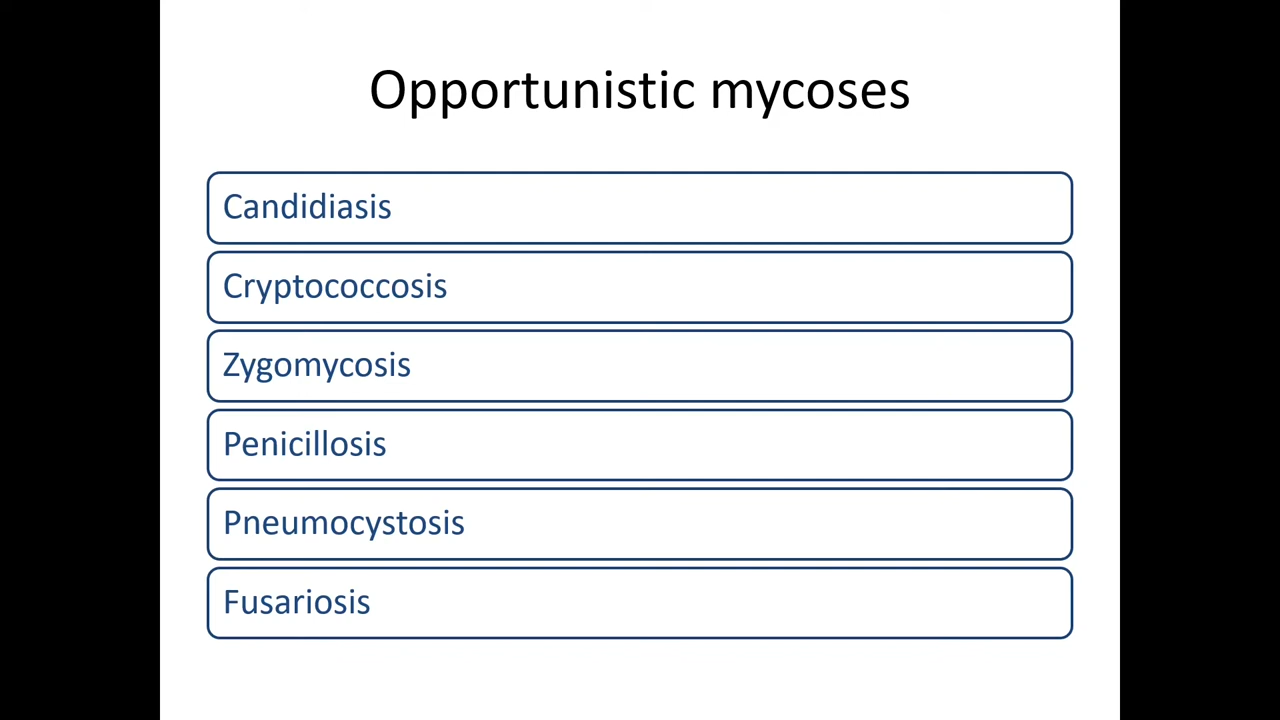 Opportunistic mycoses
Candidiasis
Cryptococcosis
Zygomycosis
Penicillosis
Pneumocystosis
Fusariosis